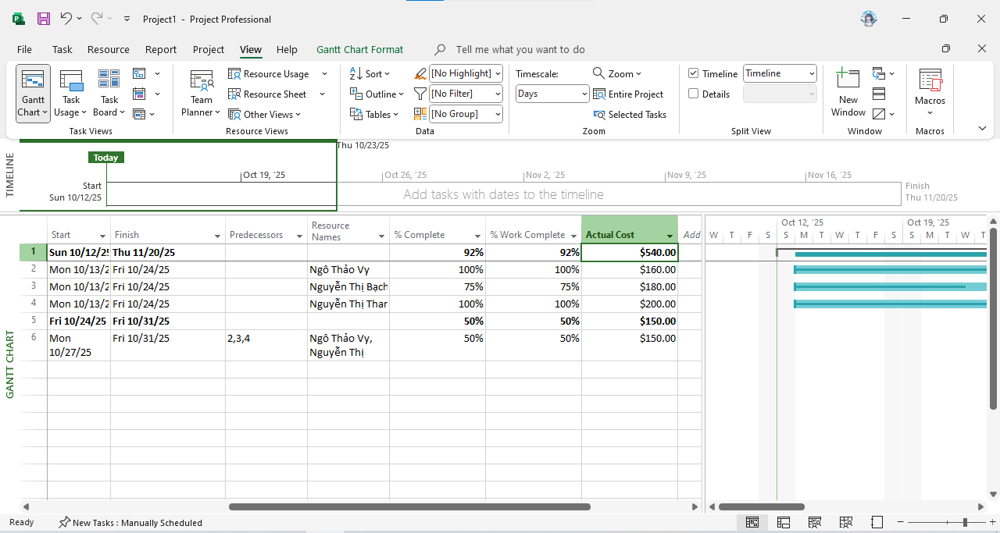 Project1 - Project Professional
File Task Resource Report Project View Help Gantt Chart Format Tell me what you want to do
Gantt Chart
Task Usage
Task Board
Task Views
Team Planner
Resource Usage
Resource Sheet
Other Views
Resource Views
Sort
Outline
Tables
[No Highlight]
[No Filter]
[No Group]
Data
Timescale:
Days
Zoom
Entire Project
Selected Tasks
Zoom
Timeline Timeline
Details
Split View
New Window
Window
Macros
Macros
TIMELINE
Thu 10/23/25
Today
Oct 19, '25 Oct 26, '25 Nov 2, '25 Nov 9, '25 Nov 16, '25
Start
Sun 10/12/25
Add tasks with dates to the timeline
Finish
Thu 11/20/25
GANTT CHART
Start Finish Predecessors Resource Names % Complete % Work Complete Actual Cost Add
Oct 12, '25 Oct 19, '25
W T F S S M T W T F S S M T W T
1 Sun 10/12/2 Thu 11/20/25 92% 92% $540.00
2 Mon 10/13/2 Fri 10/24/25 Ngô Thảo Vy 100% 100% $160.00
3 Mon 10/13/2 Fri 10/24/25 Nguyễn Thị Bạch 75% 75% $180.00
4 Mon 10/13/2 Fri 10/24/25 Nguyễn Thị Thar 100% 100% $200.00
5 Fri 10/24/25 Fri 10/31/25 50% 50% $150.00
6 Mon 10/27/25 Fri 10/31/25 2,3,4 Ngô Thảo Vy, Nguyễn Thị 50% 50% $150.00
Ready New Tasks : Manually Scheduled